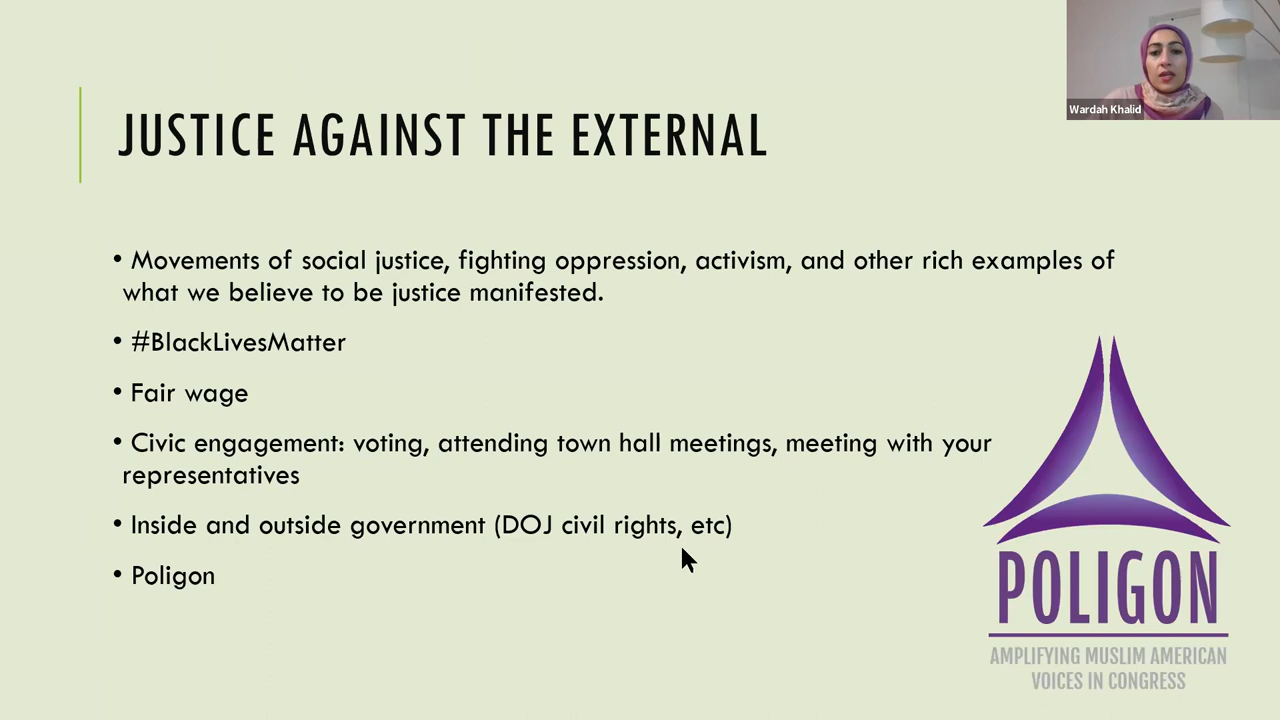 Wardah Khalid
JUSTICE AGAINST THE EXTERNAL
• Movements of social justice, fighting oppression, activism, and other rich examples of
what we believe to be justice manifested.
• #BlackLivesMatter
• Fair wage
• Civic engagement: voting, attending town hall meetings, meeting with your
representatives
• Inside and outside government (DOJ civil rights, etc)
• Poligon
POLIGON
AMPLIFYING MUSLIM AMERICAN
VOICES IN CONGRESS